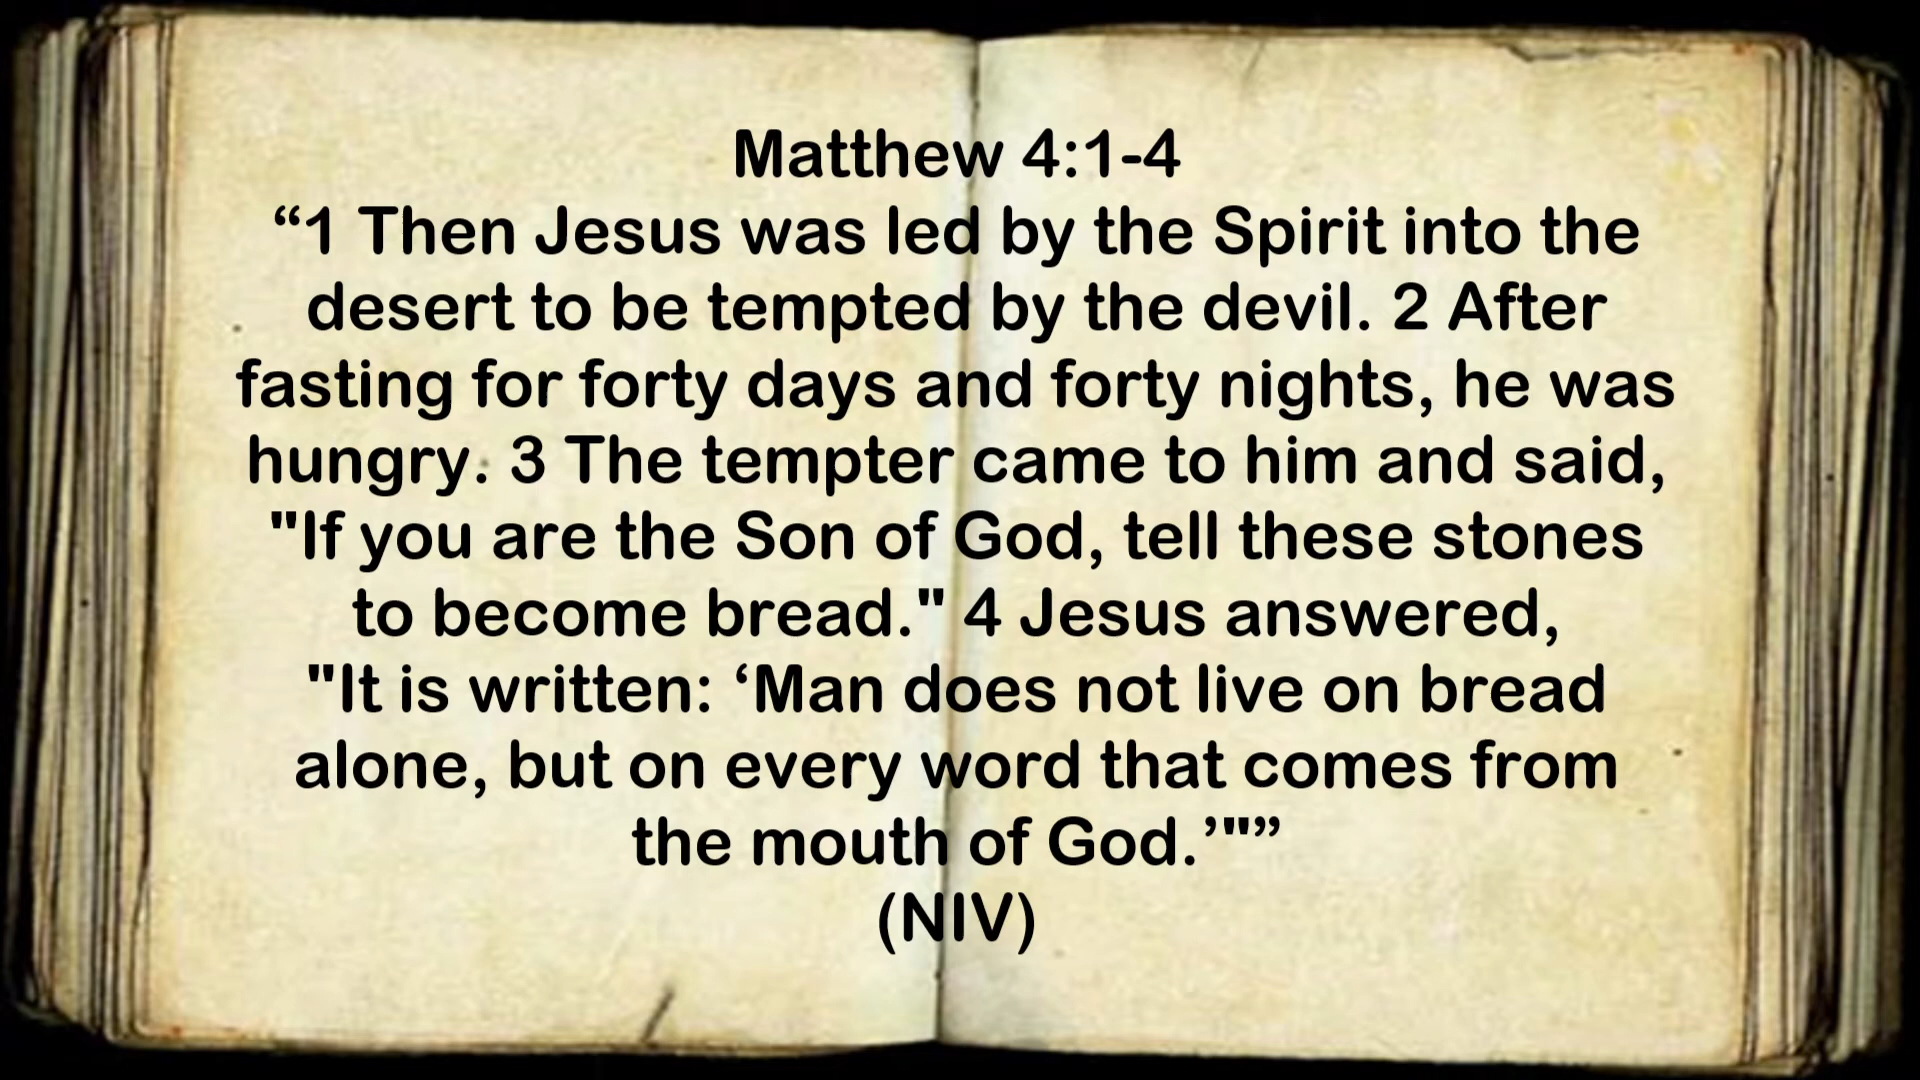 Matthew 4:1-4
“1 Then Jesus was led by the Spirit into the
desert to be tempted by the devil. 2 After
fasting for forty days and forty nights, he was
hungry. 3 The tempter came to him and said,
"If you are the Son of God, tell these stones
to become bread." 4 Jesus answered,
"It is written: ‘Man does not live on bread
alone, but on every word that comes from
the mouth of God.’"”
(NIV)